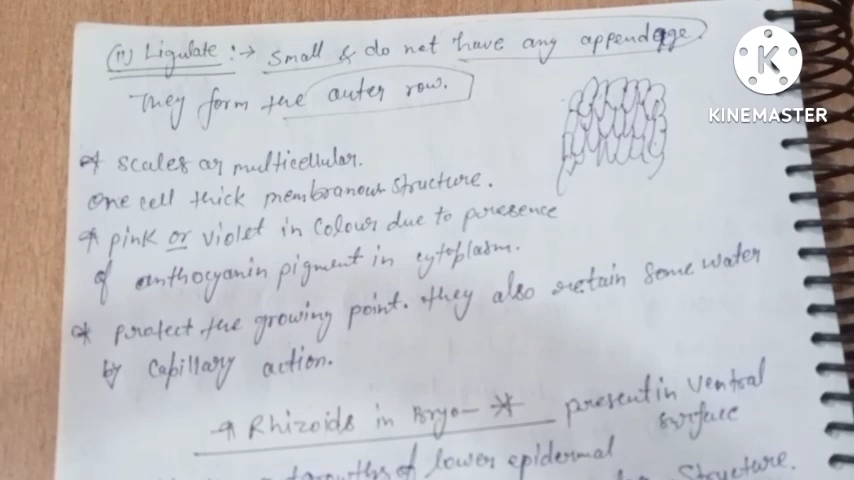 (ii) Ligulate :→ Small & do not have any appendage.
They form the outer row.
* Scales ar multicellular.
One cell thick membranous structure.
* pink or violet in colour due to presence
of anthocyanin pigment in cytoplasm.
* Protect the growing point. They also retain some water
by capillary action.
* Rhizoids in Bryo- * present in ventral
surface
outgrowths of lower epidermal
Structure.
K
KINEMASTER